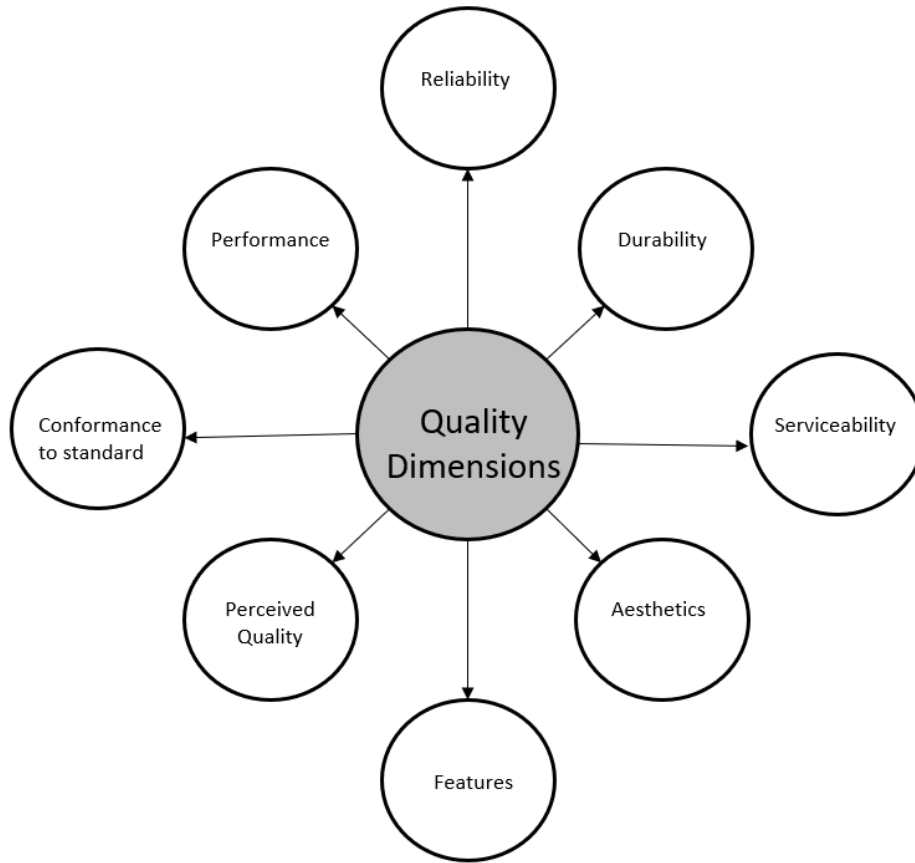 Reliability
Performance
Durability
Quality
Dimensions
Conformance
to standard
Serviceability
Perceived
Quality
Aesthetics
Features